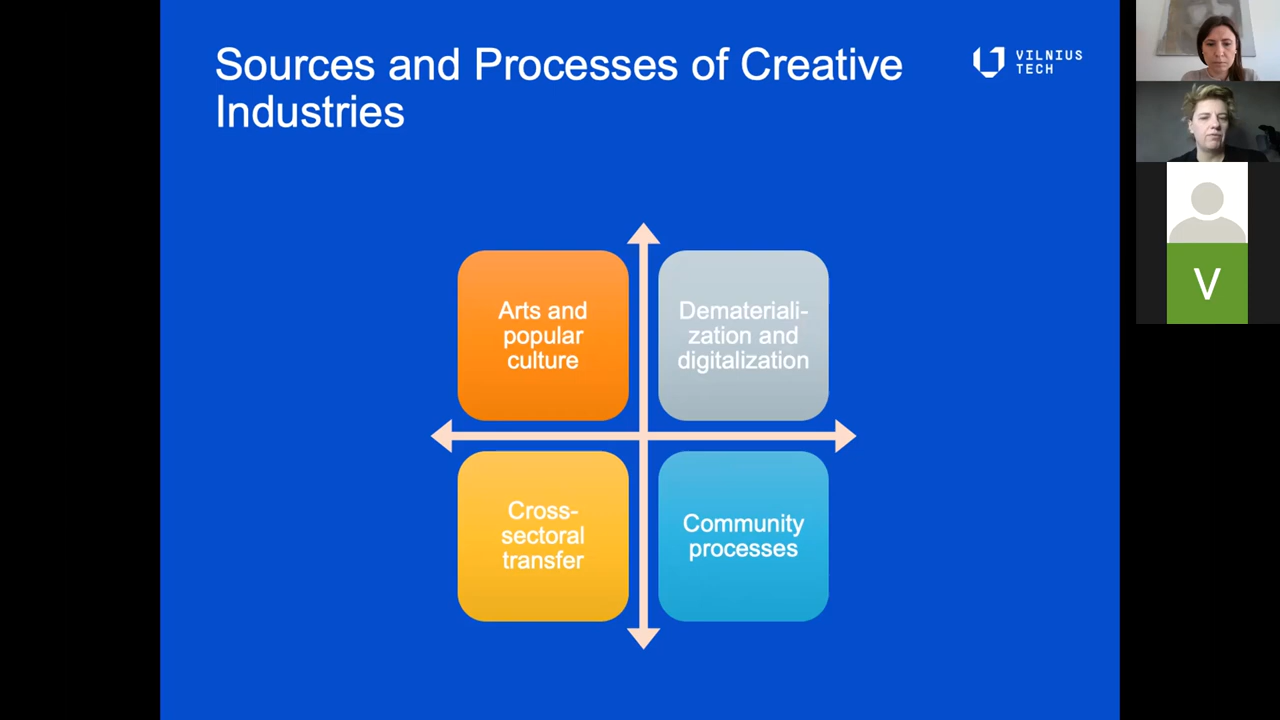 Sources and Processes of Creative
Industries
VILNIUS
TECH
Arts and
popular
culture
Demateriali-
zation and
digitalization
Cross-
sectoral
transfer
Community
processes
V